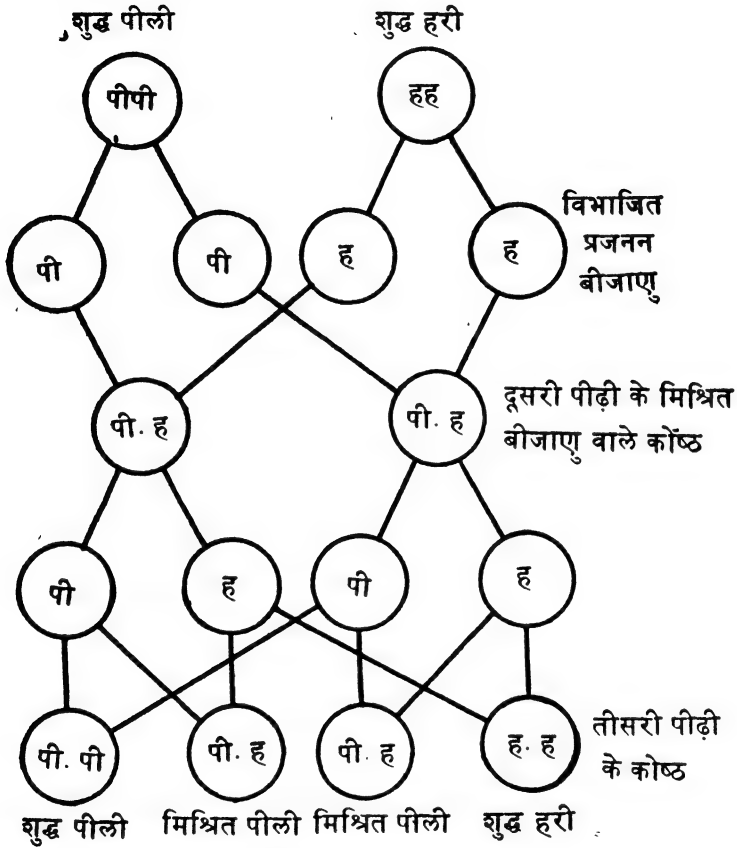 शुद्ध पीली शुद्ध हरी
पीपी हह
विभाजित
प्रजनन
बीजाणु
पी पी ह ह
दूसरी पीढ़ी के मिश्रित
बीजाणु वाले कोंष्ठ
पी. ह पी. ह
पी ह पी ह
तीसरी पीढ़ी
के कोष्ठ
पी. पी पी. ह पी. ह ह. ह
शुद्ध पीली मिश्रित पीली मिश्रित पीली शुद्ध हरी